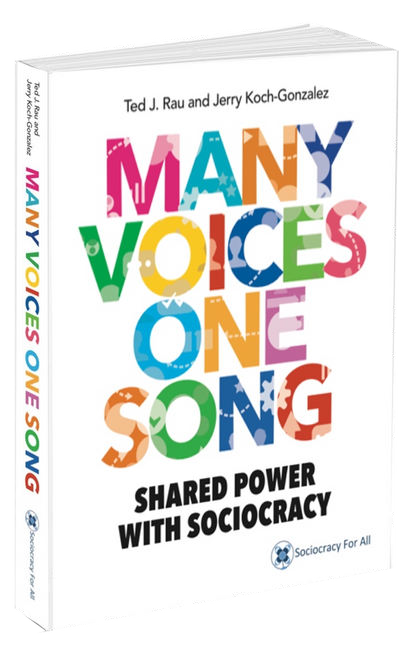 Ted J. Rau and Jerry Koch-Gonzalez
MANY
VOICES
ONE
SONG
SHARED POWER
WITH SOCIOCRACY
Sociocracy For All
Ted J. Rau and
Jerry Koch-Gonzalez
MANY VOICES ONE SONG
Sociocracy For All